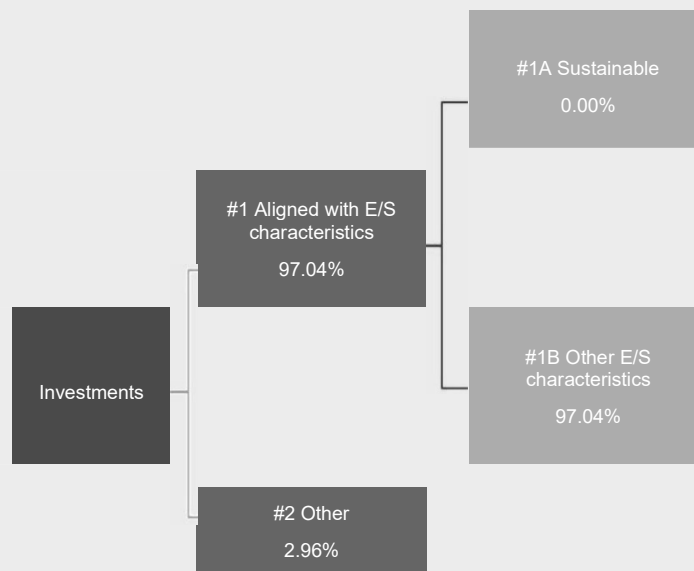 #1A Sustainable
0.00%
#1 Aligned with E/S
characteristics
97.04%
Investments
#1B Other E/S
characteristics
97.04%
#2 Other
2.96%